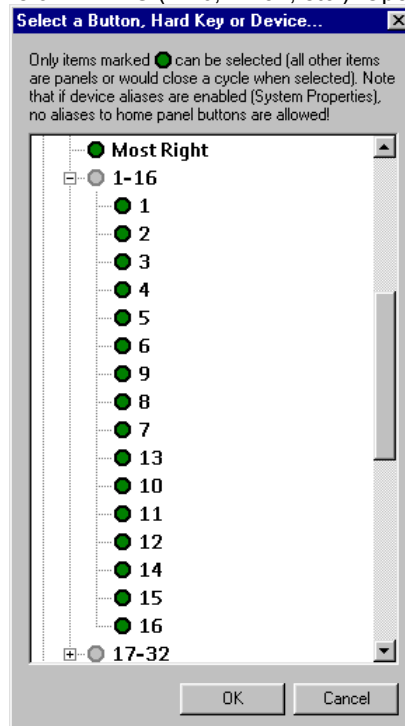 Select a Button, Hard Key or Device...
Only items marked can be selected (all other items
are panels or would close a cycle when selected). Note
that if device aliases are enabled (System Properties),
no aliases to home panel buttons are allowed!
Most Right
1-16
1
2
3
4
5
6
9
8
7
13
10
11
12
14
15
16
17-32
OK Cancel